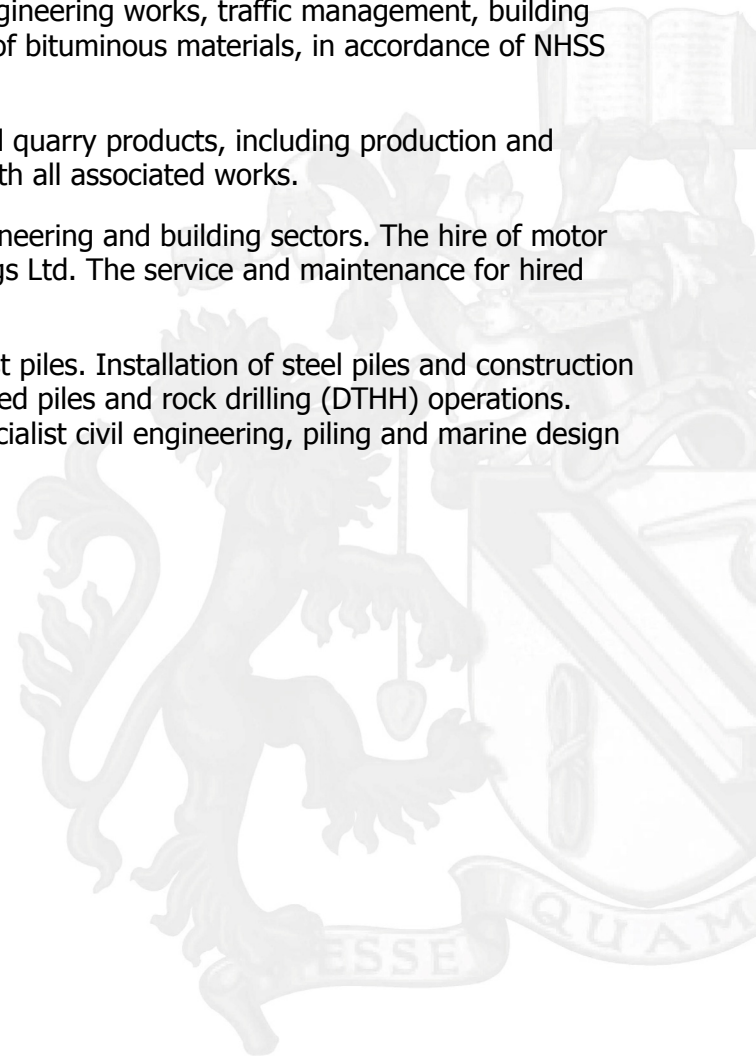 gineering works, traffic management, building
of bituminous materials, in accordance of NHSS
quarry products, including production and
th all associated works.
neering and building sectors. The hire of motor
gs Ltd. The service and maintenance for hired
t piles. Installation of steel piles and construction
ed piles and rock drilling (DTHH) operations.
cialist civil engineering, piling and marine design
ESSE QUAM